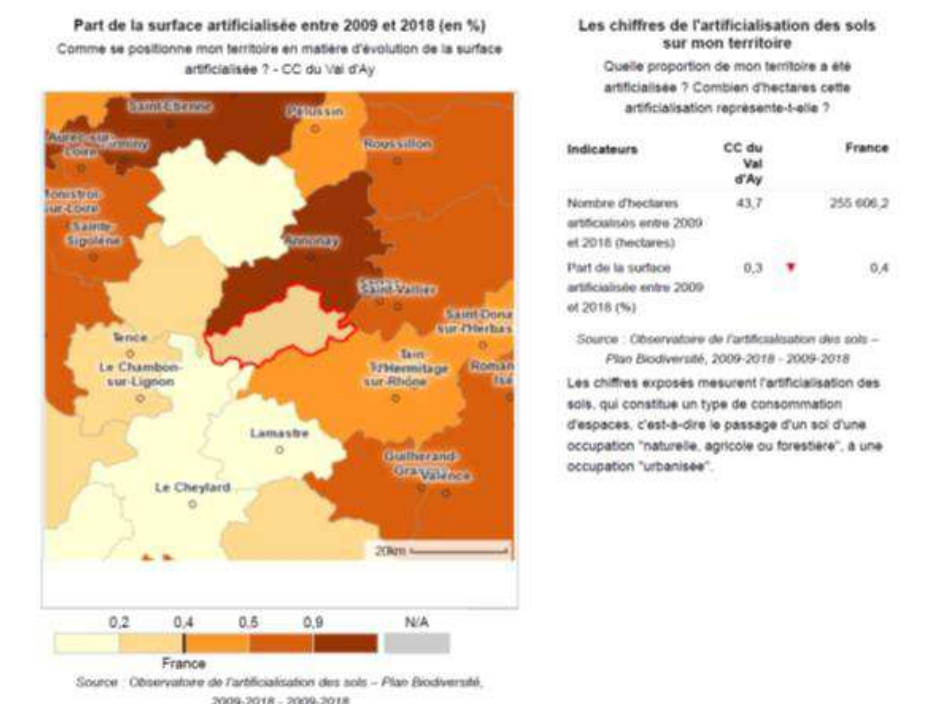 Part de la surface artificialisée entre 2009 et 2018 (en %)
Comme se positionne mon territoire en matière d'évolution de la surface
artificialisée ? - CC du Val d'Ay
Saint-Etienne
Pélussin
Aurec-sur-
Loire
Firminy
Roussillon
Monistrol-
sur-Loire
Sainte-
Sigolène
Annonay
Saint-Vallier
Saint-Dona
sur-l'Herbas
Tence
Le Chambon-
sur-Lignon
Tain-
l'Hermitage
sur-Rhône
Roman
Isè
Lamastre
Guilherand-
Granges
Valence
Le Cheylard
20km
0,2 0,4 0,5 0,9 N/A
France
Source : Observatoire de l'artificialisation des sols – Plan Biodiversité,
2009-2018 - 2009-2018
Les chiffres de l'artificialisation des sols
sur mon territoire
Quelle proportion de mon territoire a été
artificialisée ? Combien d'hectares cette
artificialisation représente-t-elle ?
Indicateurs CC du Val d'Ay France
Nombre d'hectares 43,7 255 606,2
artificialisés entre 2009
et 2018 (hectares)
Part de la surface 0,3 ▼ 0,4
artificialisée entre 2009
et 2018 (%)
Source : Observatoire de l'artificialisation des sols –
Plan Biodiversité, 2009-2018 - 2009-2018
Les chiffres exposés mesurent l'artificialisation des
sols, qui constitue un type de consommation
d'espaces, c'est-à-dire le passage d'un sol d'une
occupation "naturelle, agricole ou forestière", à une
occupation "urbanisée".